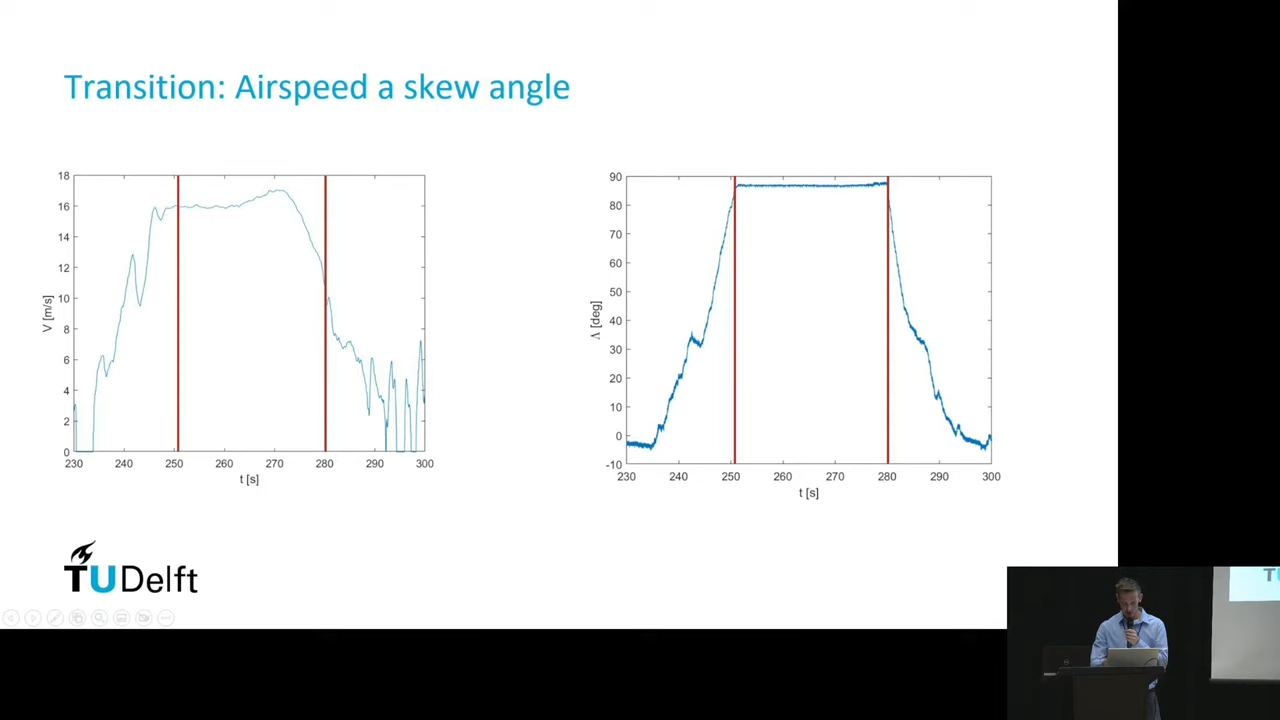 Transition: Airspeed a skew angle
18
16
14
12
10
8
6
4
2
0
V [m/s]
230 240 250 260 270 280 290 300
t [s]
90
80
70
60
50
40
30
20
10
0
-10
Λ [deg]
230 240 250 260 270 280 290 300
t [s]
TUDelft
TU